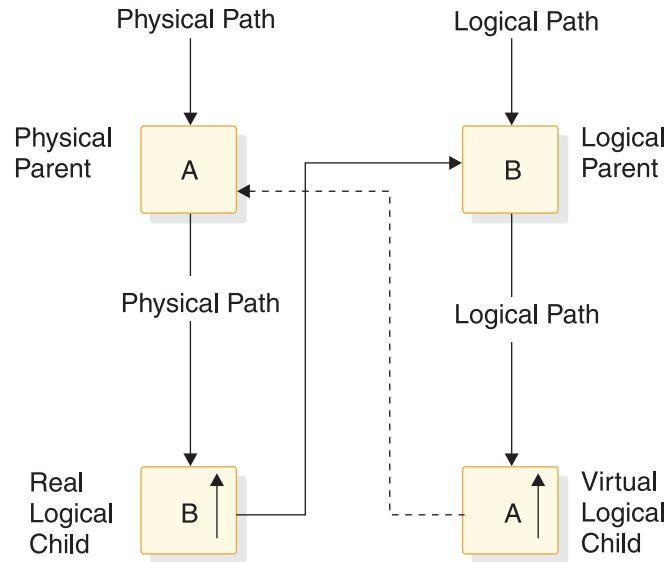 Physical Path
Logical Path
Physical
Parent
A
B
Logical
Parent
Physical Path
Logical Path
Real
Logical
Child
B
A
Virtual
Logical
Child